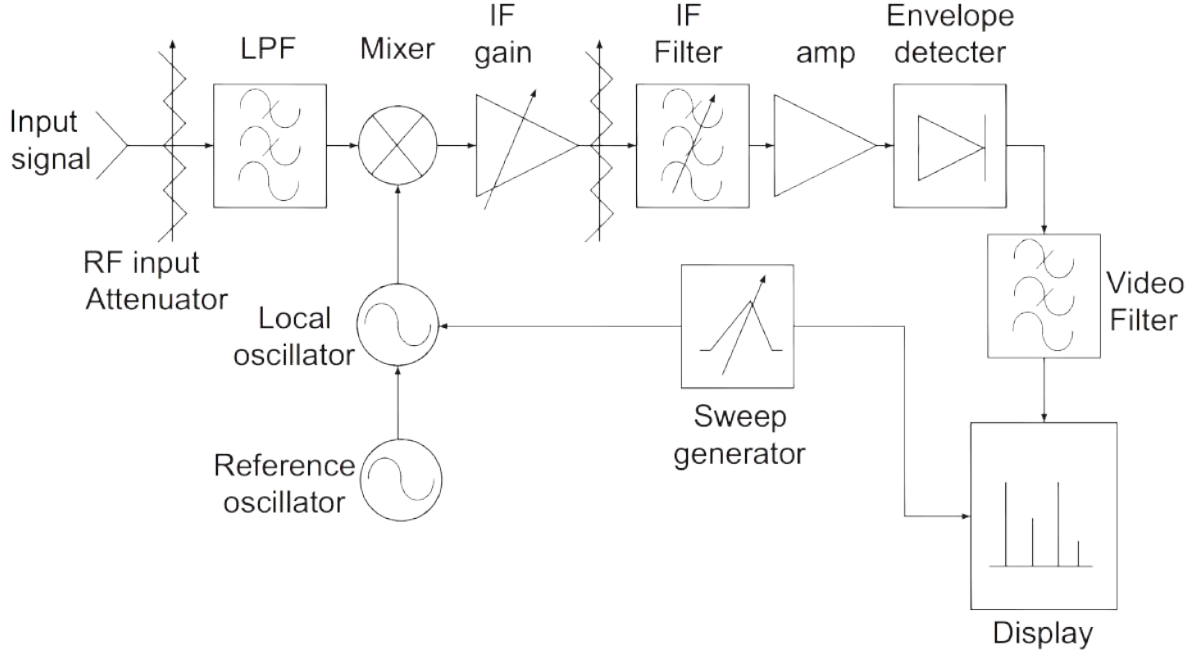 IF
gain
IF
Filter
Envelope
detecter
LPF
Mixer
amp
Input
signal
RF input
Attenuator
Video
Filter
Local
oscillator
Sweep
generator
Reference
oscillator
Display